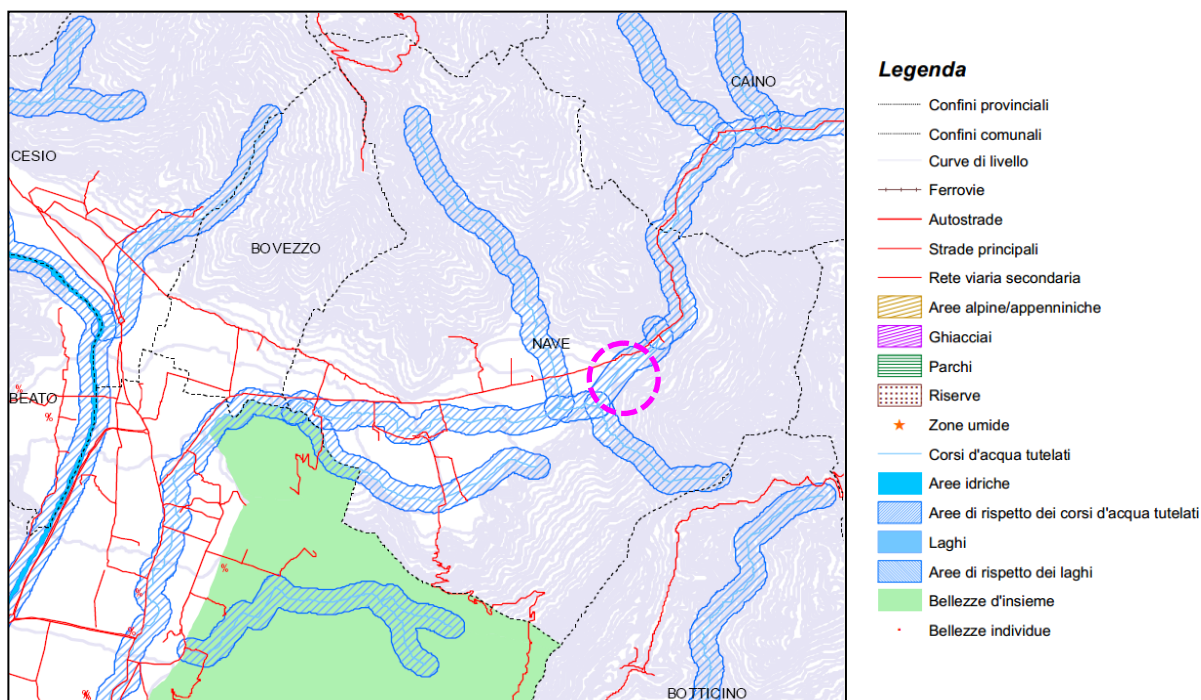 CAINO
CESIO
BOVEZZO
NAVE
BEATO
BOTTICINO
Legenda
Confini provinciali
Confini comunali
Curve di livello
Ferrovie
Autostrade
Strade principali
Rete viaria secondaria
Aree alpine/appenniniche
Ghiacciai
Parchi
Riserve
Zone umide
Corsi d'acqua tutelati
Aree idriche
Aree di rispetto dei corsi d'acqua tutelati
Laghi
Aree di rispetto dei laghi
Bellezze d'insieme
Bellezze individue